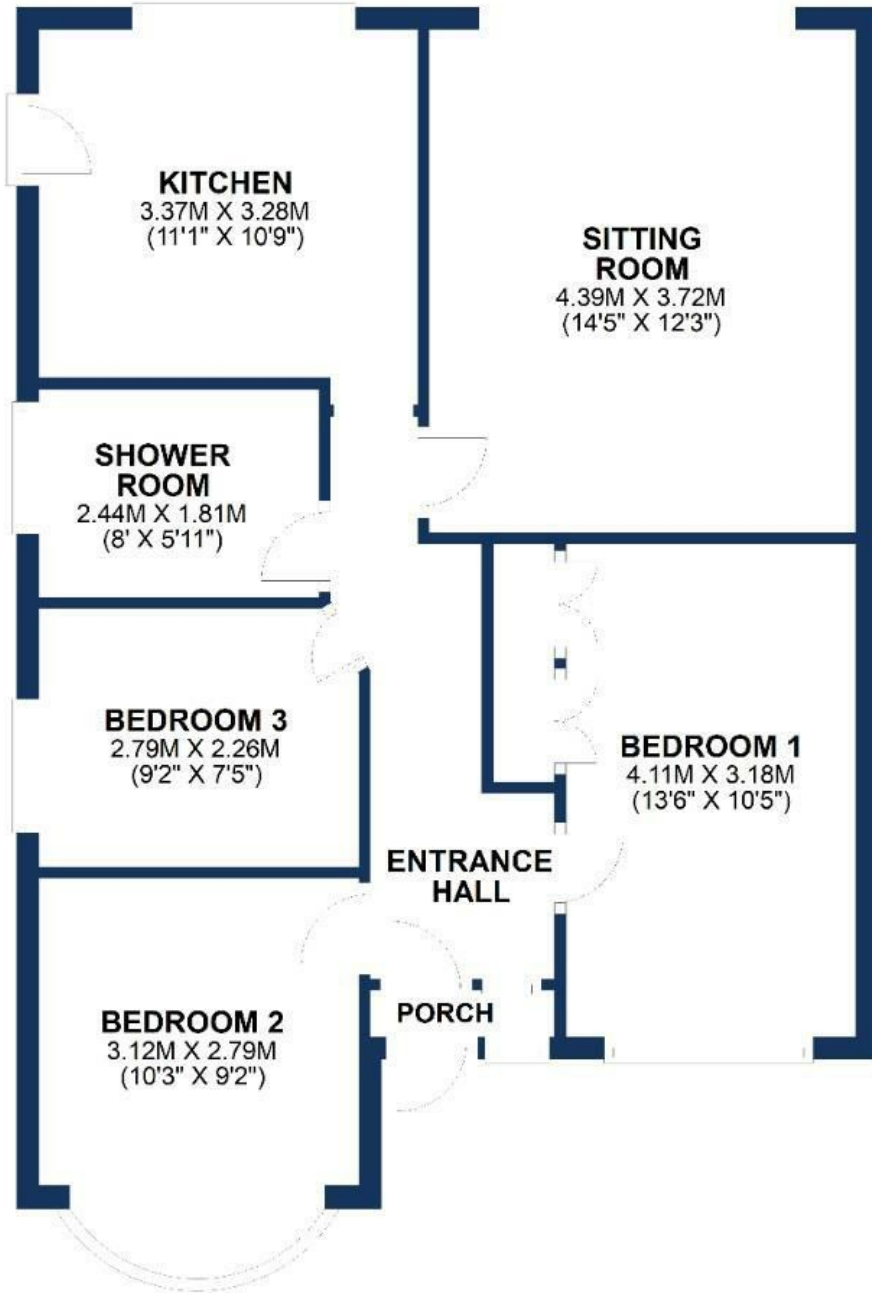 KITCHEN
3.37M X 3.28M
(11'1" X 10'9")
SITTING
ROOM
4.39M X 3.72M
(14'5" X 12'3")
SHOWER
ROOM
2.44M X 1.81M
(8' X 5'11")
BEDROOM 3
2.79M X 2.26M
(9'2" X 7'5")
BEDROOM 1
4.11M X 3.18M
(13'6" X 10'5")
ENTRANCE
HALL
PORCH
BEDROOM 2
3.12M X 2.79M
(10'3" X 9'2")